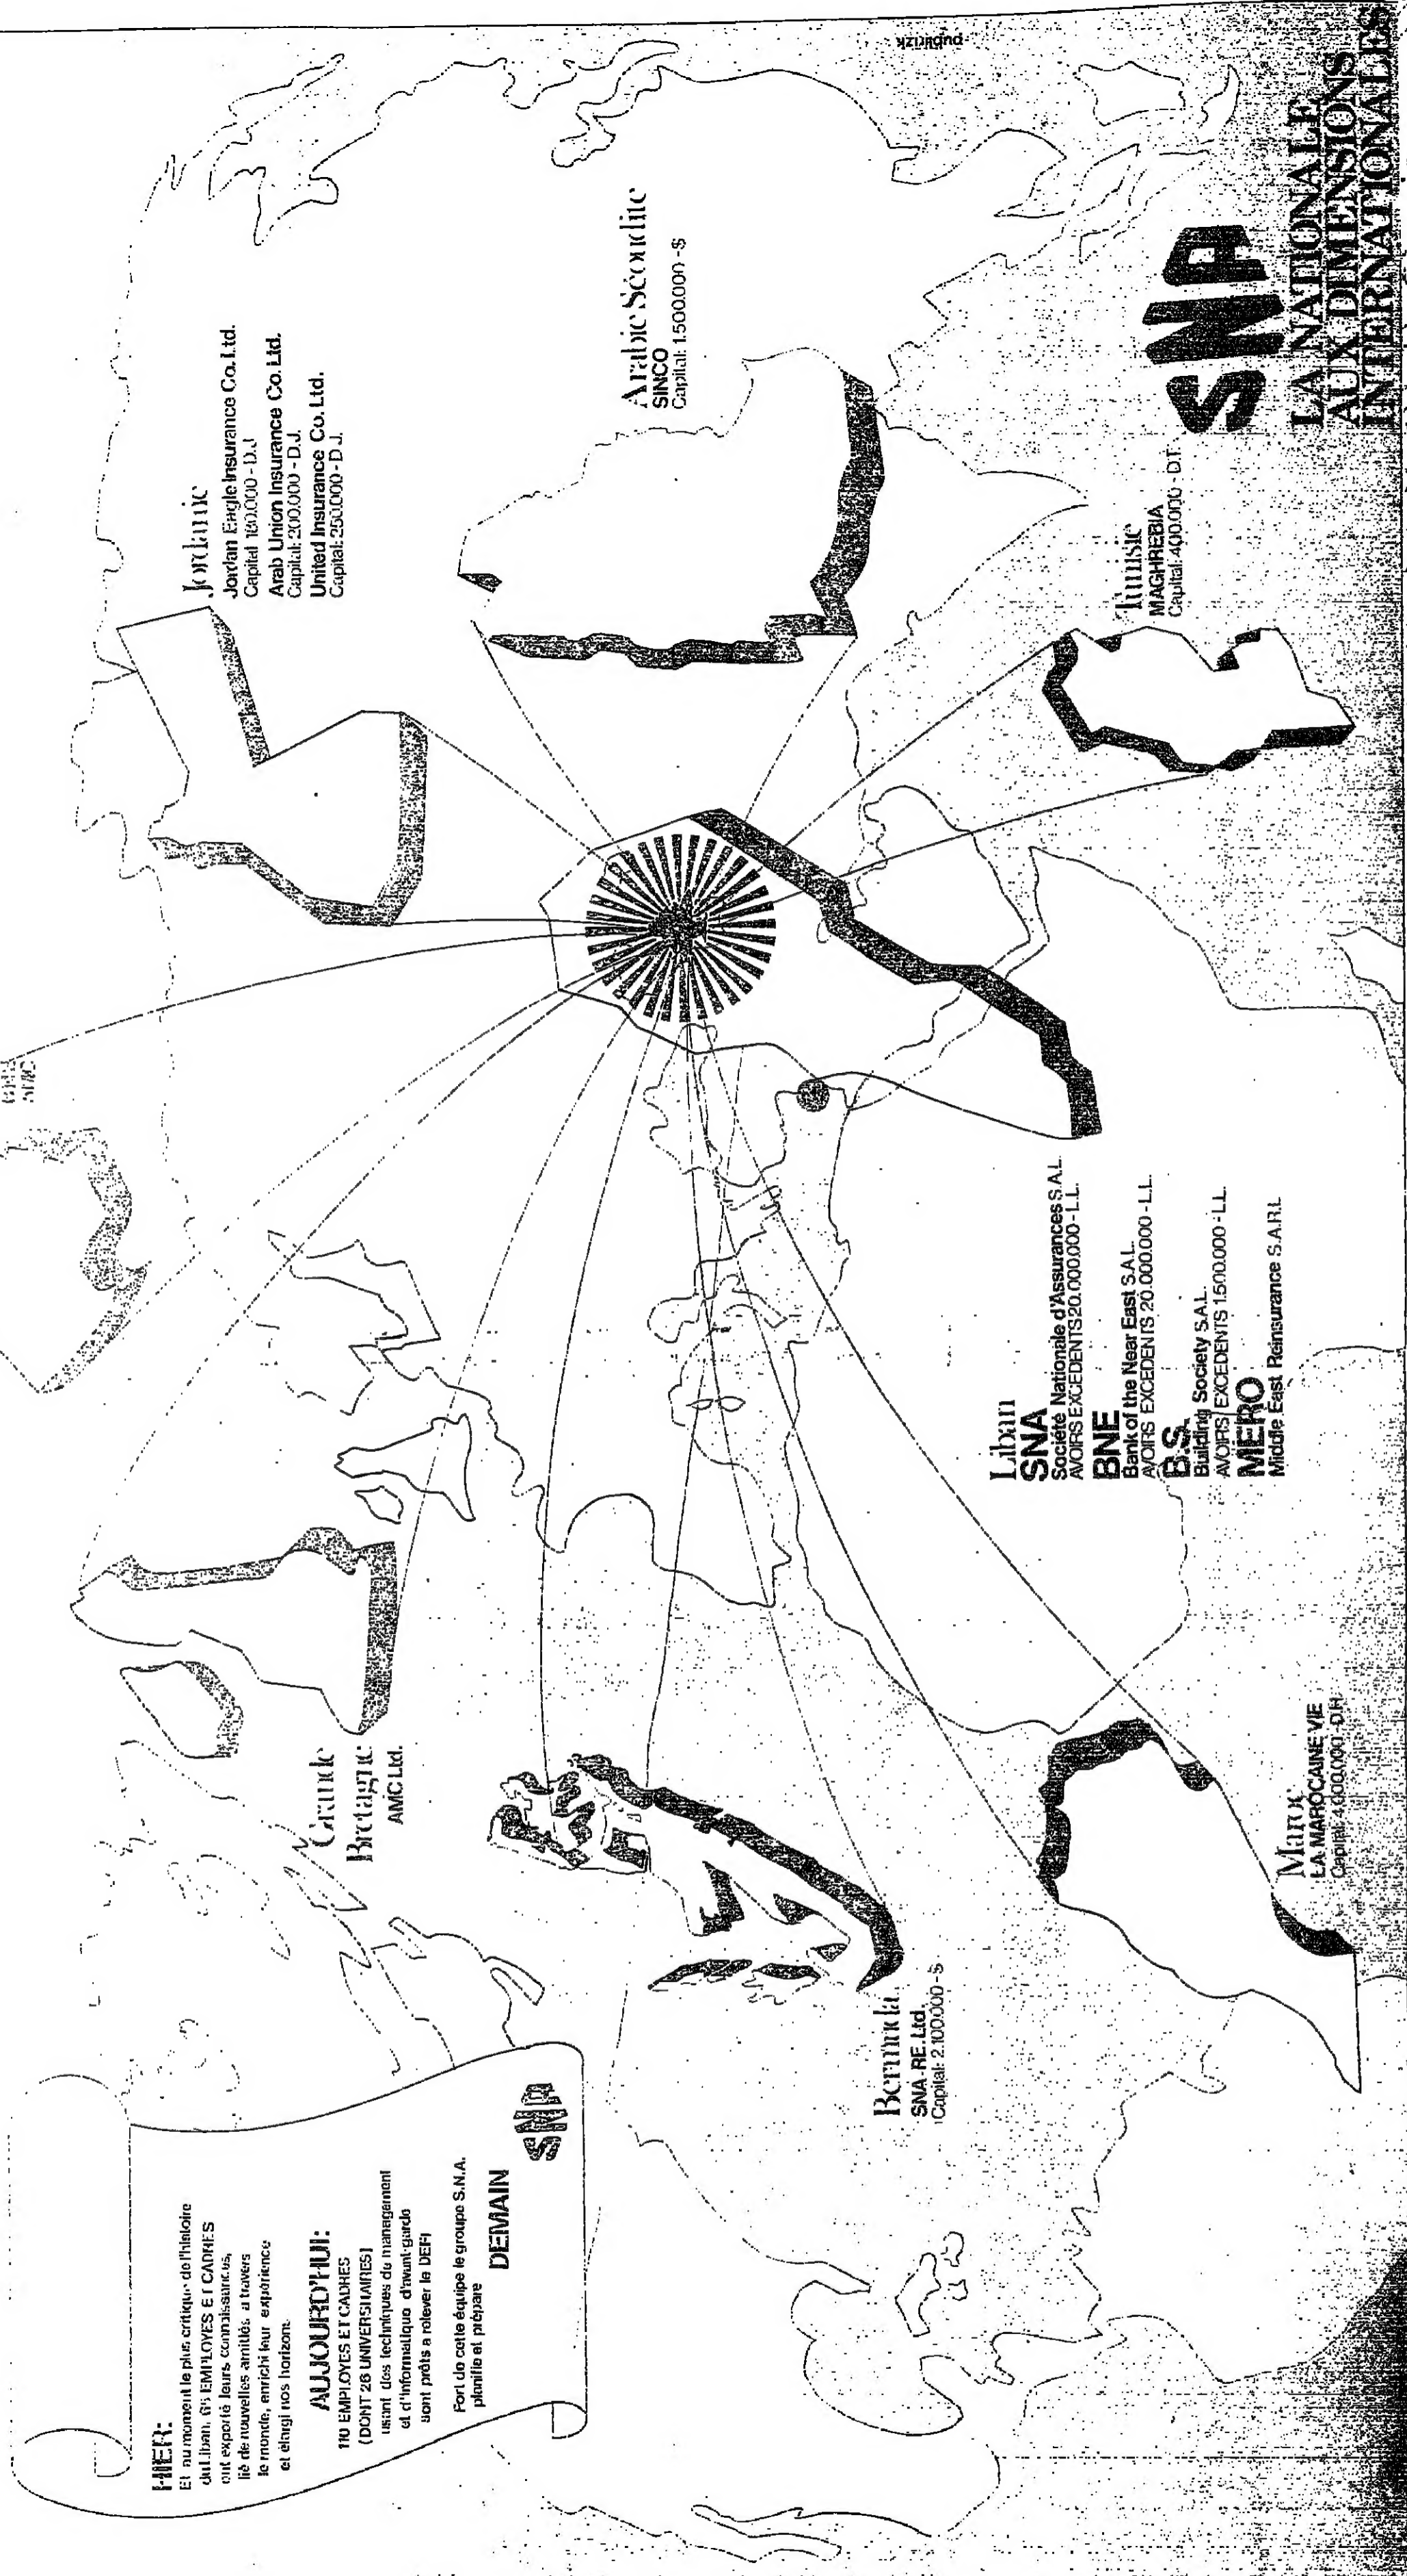 HIER:
Et au moment le plus critique de l'histoire
du Liban, 65 EMPLOYES ET CADRES
ont exporté leurs connaissances,
lié de nouvelles amitiés, a travers
le monde, enrichi leur expérience
et élargi nos horizons.
AUJOURD'HUI:
110 EMPLOYES ET CADRES
(DONT 28 UNIVERSITAIRES)
usant des techniques du management
et d'informatique d'avant-garde
sont prêts a relever le DEFI
Fort de cette équipe le groupe S.N.A.
planifie et prépare
DEMAIN
SNA
Grande
Bretagne
AMIC Ltd.
Jordanie
Jordan Eagle Insurance Co. Ltd.
Capital 180.000 - D.J
Arab Union Insurance Co. Ltd.
Capital: 200.000 - D.J.
United Insurance Co. Ltd.
Capital: 250.000 - D.J.
Arabie Séoudite
SINCO
Capital: 1.500.000 -$
Bermuda
SNA-RE. Ltd.
Capital: 2.100.000 -$
Liban
SNA
Société Nationale d'Assurances S.A.L.
AVOIRS EXCEDENTS 20.000.000 - L.L.
BNE
Bank of the Near East S.A.L.
AVOIRS EXCEDENTS 20.000.000 - L.L.
B.S.
Building Society S.A.L.
AVOIRS EXCEDENTS 1.500.000 - L.L.
MERO
Middle East Reinsurance S.A.R.L
Tunisie
MAGHREBIA
Capital: 400.000 - D.T.
Maroc
LA MAROCAINE VIE
Capital: 4.000.000 - DH
SNA
LA NATIONALE
AUX DIMENSIONS
INTERNATIONALES
publirizk